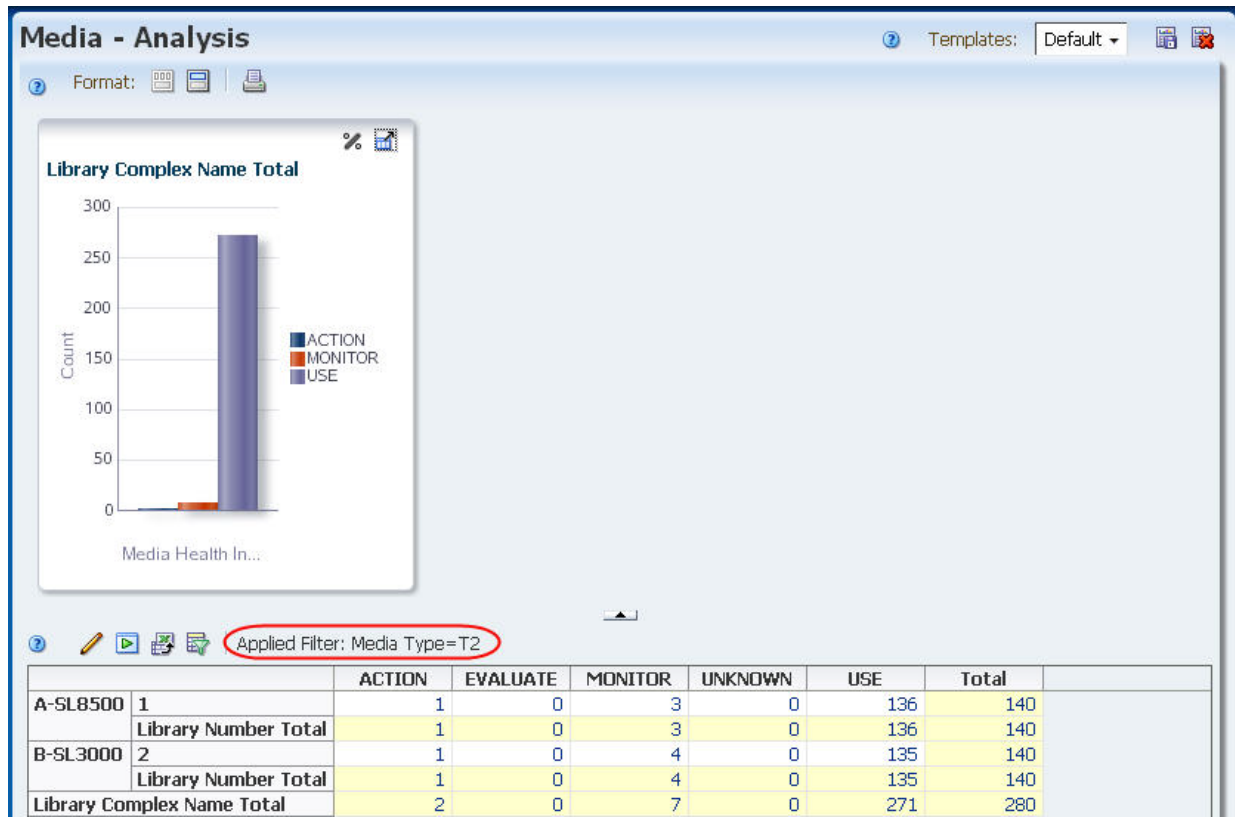 Media - Analysis
Templates: Default
Format:
Library Complex Name Total
300
250
200
150
100
50
0
Count
ACTION
MONITOR
USE
Media Health In...
Applied Filter: Media Type=T2
ACTION EVALUATE MONITOR UNKNOWN USE Total
A-SL8500 1 1 0 3 0 136 140
Library Number Total 1 0 3 0 136 140
B-SL3000 2 1 0 4 0 135 140
Library Number Total 1 0 4 0 135 140
Library Complex Name Total 2 0 7 0 271 280